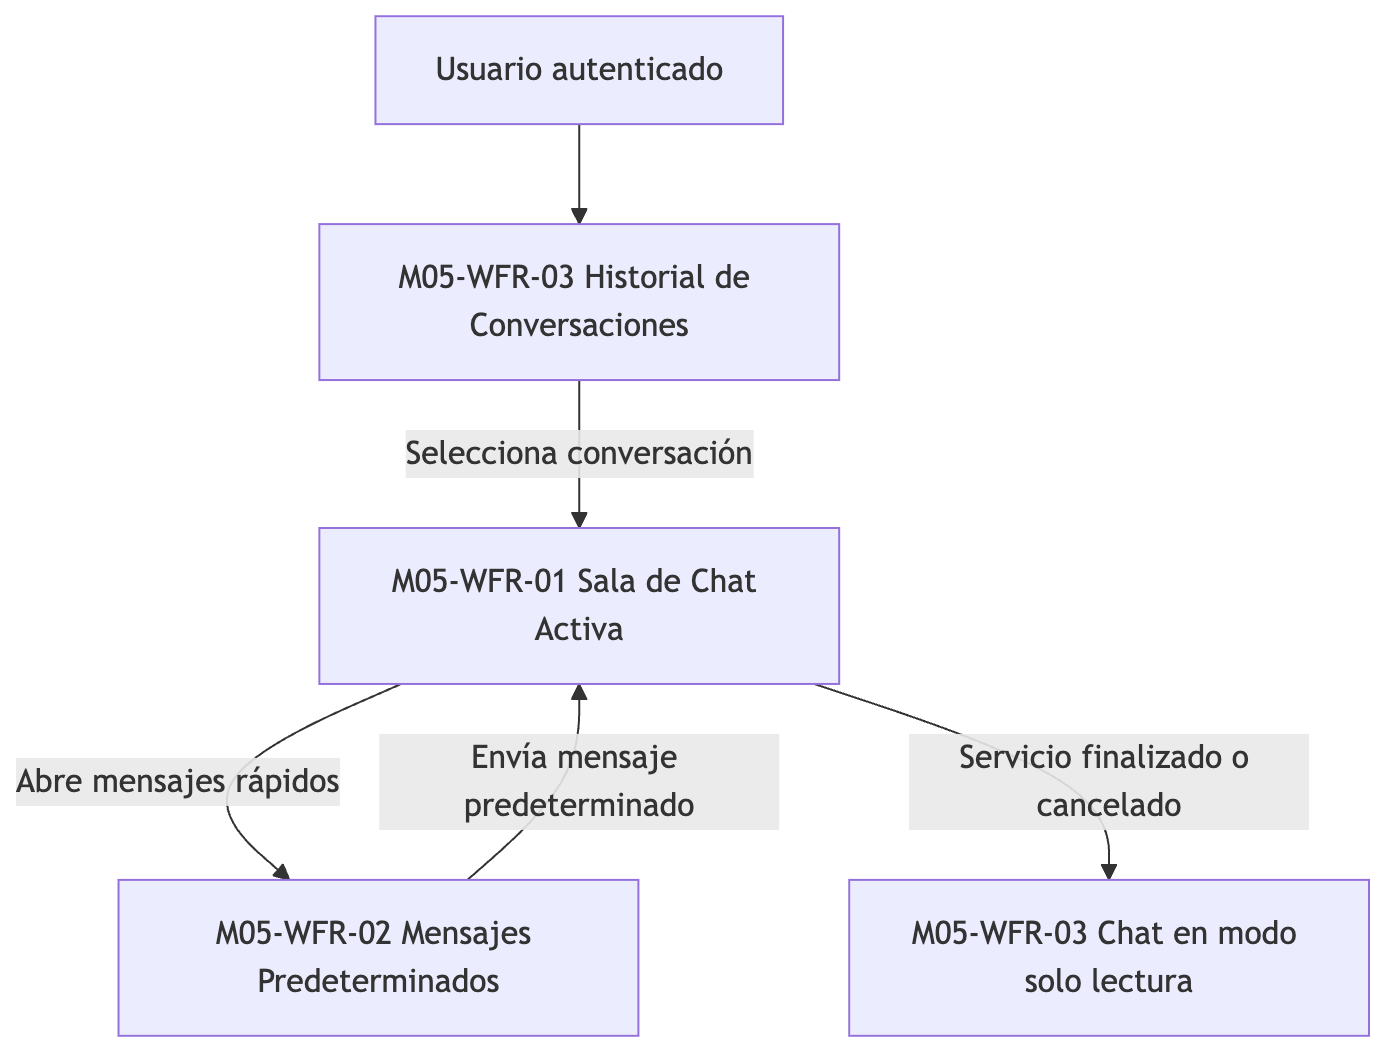 Usuario autenticado
M05-WFR-03 Historial de
Conversaciones
Selecciona conversación
M05-WFR-01 Sala de Chat
Activa
Abre mensajes rápidos
Envía mensaje
predeterminado
Servicio finalizado o
cancelado
M05-WFR-02 Mensajes
Predeterminados
M05-WFR-03 Chat en modo
solo lectura